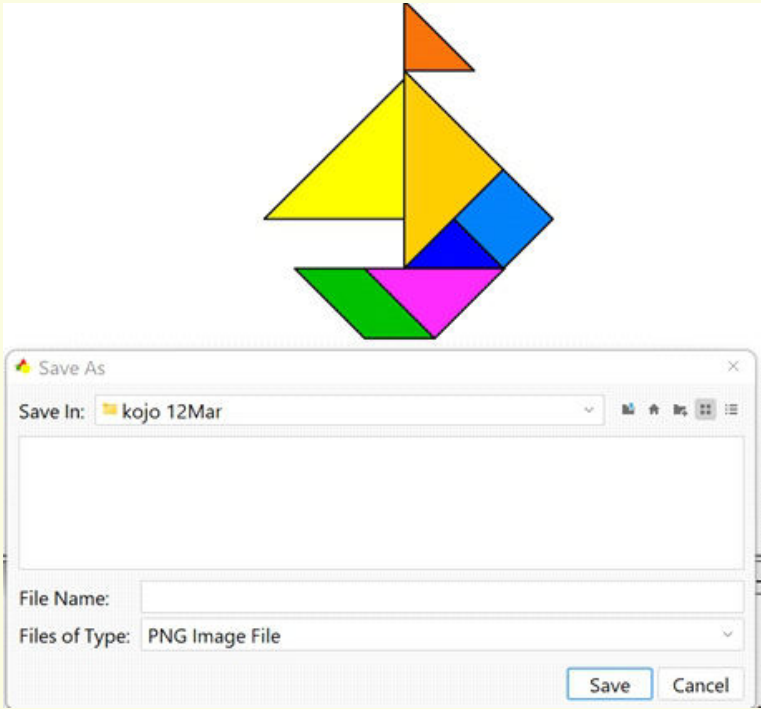 Save As
Save In: kojo 12Mar
File Name:
Files of Type: PNG Image File
Save Cancel